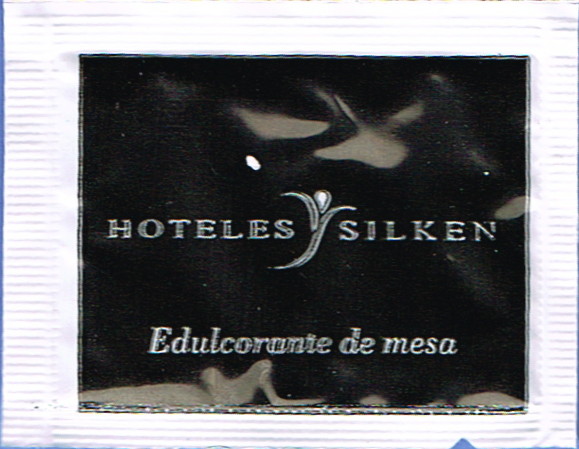 HOTELES SILKEN
Edulcorante de mesa